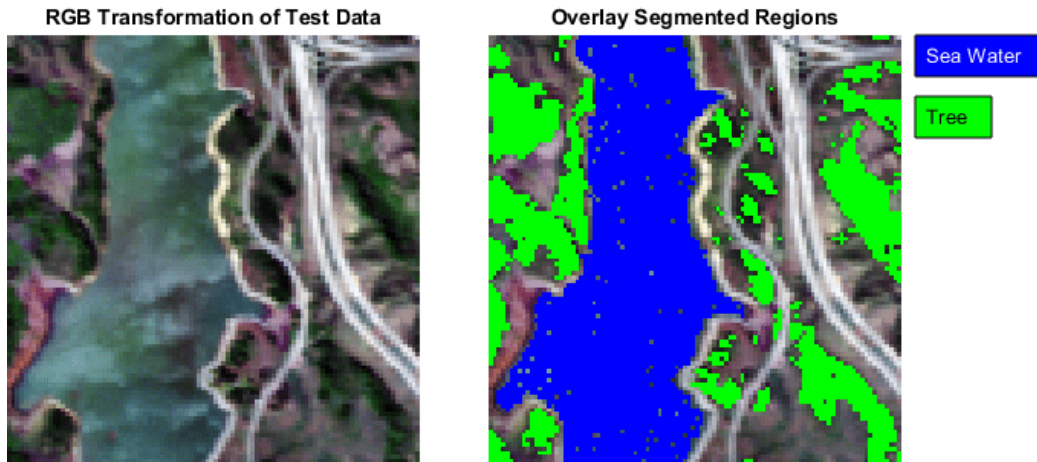 RGB Transformation of Test Data
Overlay Segmented Regions
Sea Water
Tree